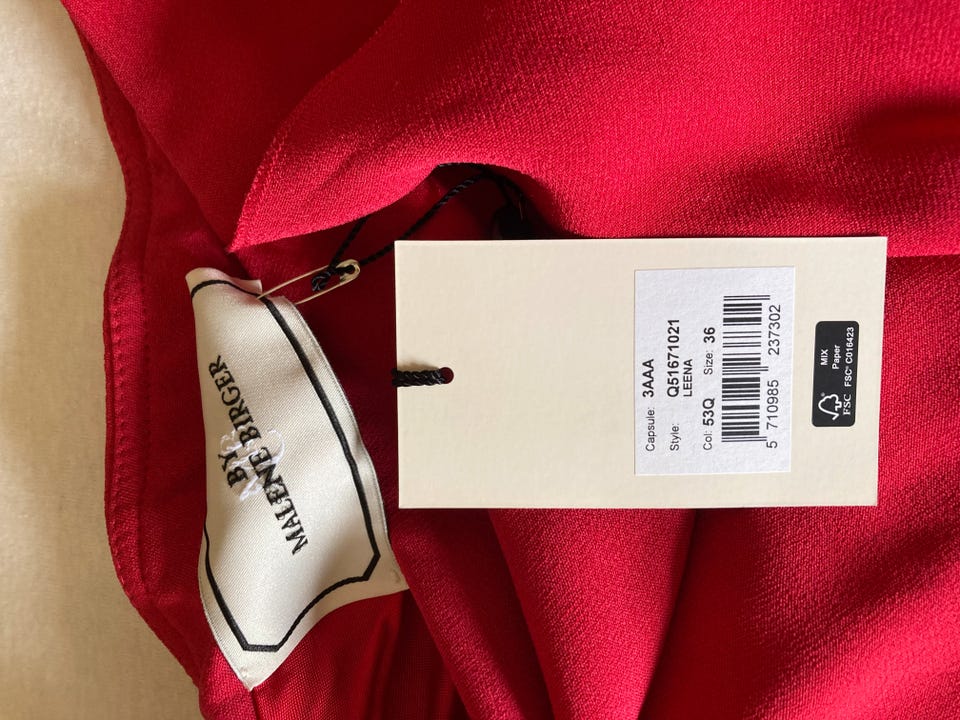 BY
MALENE BIRGER
Capsule: 3AAA
Style: Q51671021
LEENA
Col: 53Q Size: 36
5 710985 237302
FSC
MIX
Paper
FSC® C016423